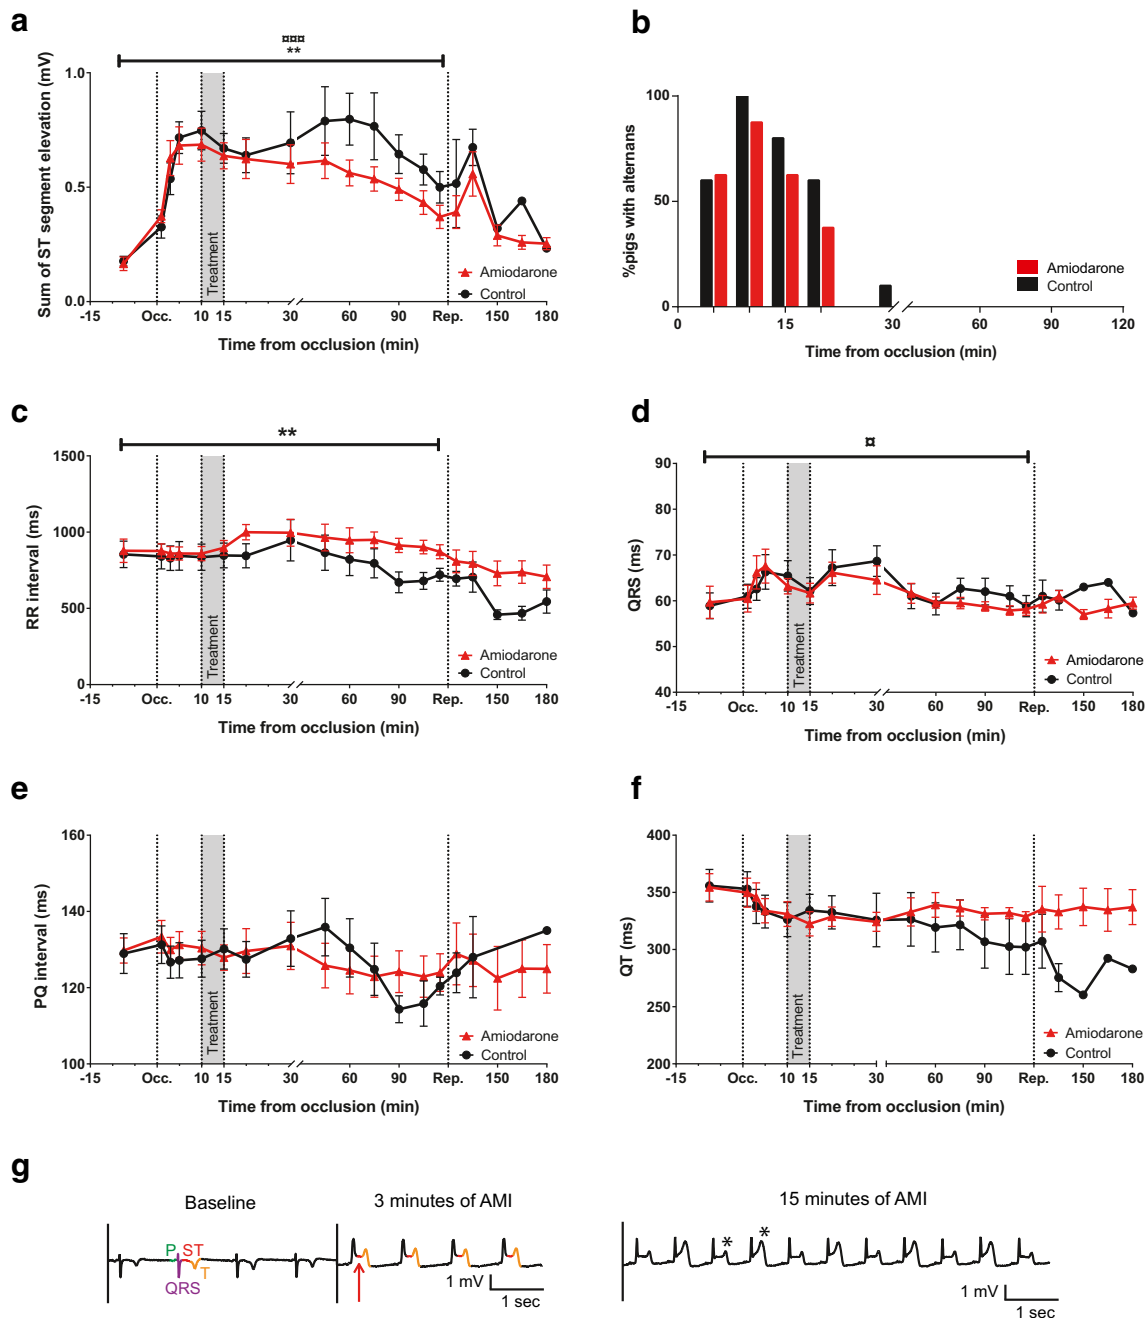 a
¤¤¤
**
Sum of ST segment elevation (mV)
1.0
0.5
0.0
Treatment
Amiodarone
Control
-15 Occ. 10 15 30 60 90 Rep. 150 180
Time from occlusion (min)
b
%pigs with alternans
100
50
0
Amiodarone
Control
0 15 30 60 90 120
Time from occlusion (min)
c
**
RR interval (ms)
1500
1000
500
0
Treatment
Amiodarone
Control
-15 Occ. 10 15 30 60 90 Rep. 150 180
Time from occlusion (min)
d
¤
QRS (ms)
90
80
70
60
50
40
Treatment
Amiodarone
Control
-15 Occ. 10 15 30 60 90 Rep. 150 180
Time from occlusion (min)
e
PQ interval (ms)
160
140
120
100
Treatment
Amiodarone
Control
-15 Occ. 10 15 30 60 90 Rep. 150 180
Time from occlusion (min)
f
QT (ms)
400
350
300
250
200
Treatment
Amiodarone
Control
-15 Occ. 10 15 30 60 90 Rep. 150 180
Time from occlusion (min)
g
Baseline
P ST
T
QRS
3 minutes of AMI
1 mV
1 sec
15 minutes of AMI
* *
1 mV
1 sec